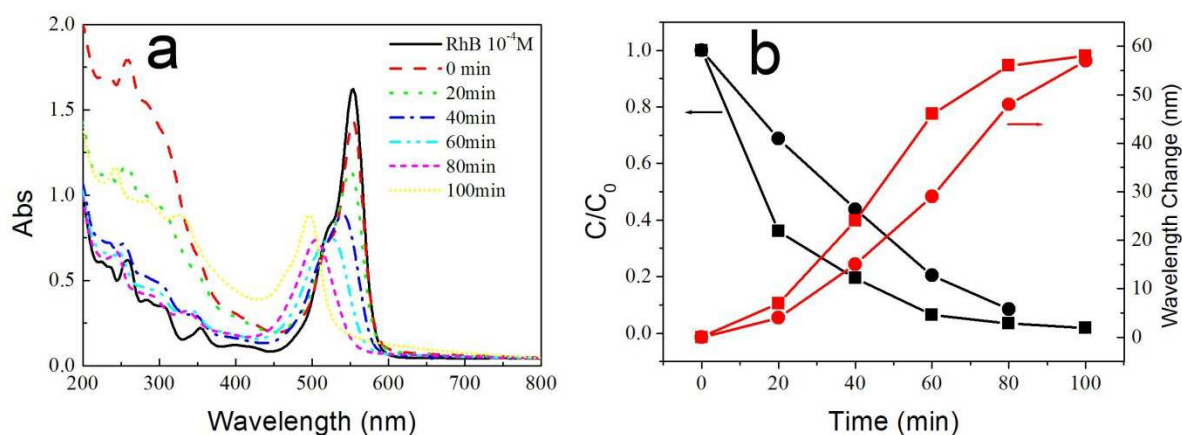 a
2.0
1.5
1.0
0.5
0.0
Abs
200 300 400 500 600 700 800
Wavelength (nm)
RhB 10⁻⁴M
0 min
20min
40min
60min
80min
100min
b
1.0
0.8
0.6
0.4
0.2
0.0
C/C₀
0 20 40 60 80 100
Time (min)
60
50
40
30
20
10
0
Wavelength Change (nm)